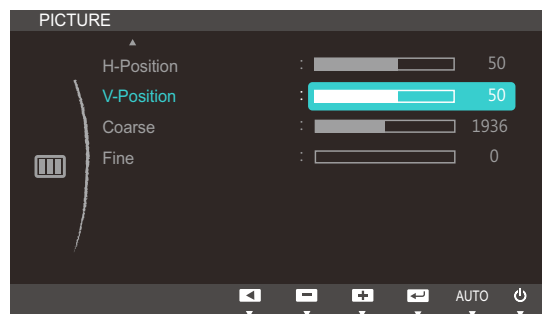 PICTURE
H-Position : 50
V-Position : 50
Coarse : 1936
Fine : 0
AUTO